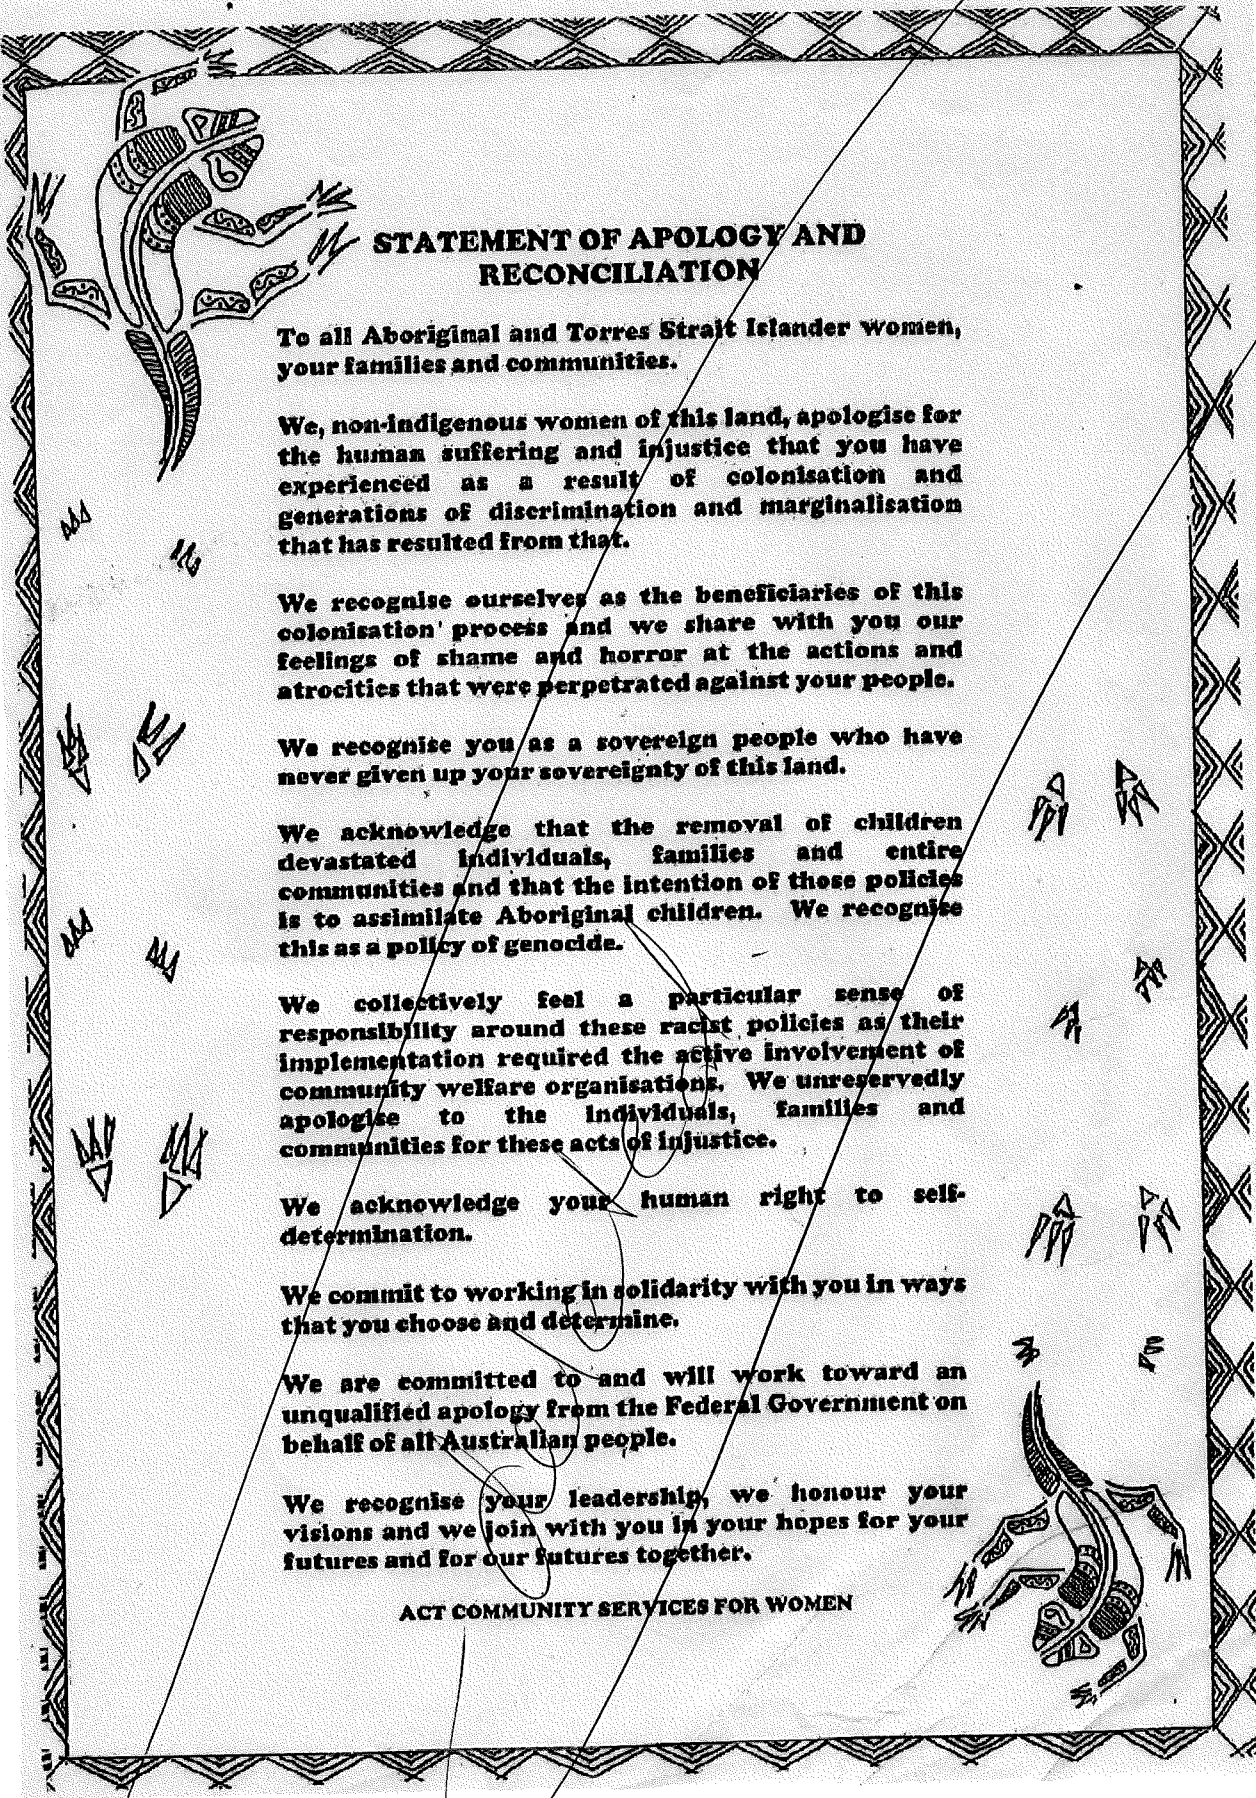 STATEMENT OF APOLOGY AND
RECONCILIATION
To all Aboriginal and Torres Strait Islander women,
your families and communities.
We, non-indigenous women of this land, apologise for
the human suffering and injustice that you have
experienced as a result of colonisation and
generations of discrimination and marginalisation
that has resulted from that.
We recognise ourselves as the beneficiaries of this
colonisation' process and we share with you our
feelings of shame and horror at the actions and
atrocities that were perpetrated against your people.
We recognise you as a sovereign people who have
never given up your sovereignty of this land.
We acknowledge that the removal of children
devastated individuals, families and entire
communities and that the intention of those policies
is to assimilate Aboriginal children. We recognise
this as a policy of genocide.
We collectively feel a particular sense of
responsibility around these racist policies as their
implementation required the active involvement of
community welfare organisations. We unreservedly
apologise to the individuals, families and
communities for these acts of injustice.
We acknowledge your human right to self-
determination.
We commit to working in solidarity with you in ways
that you choose and determine.
We are committed to and will work toward an
unqualified apology from the Federal Government on
behalf of all Australian people.
We recognise your leadership, we honour your
visions and we join with you in your hopes for your
futures and for our futures together.
ACT COMMUNITY SERVICES FOR WOMEN